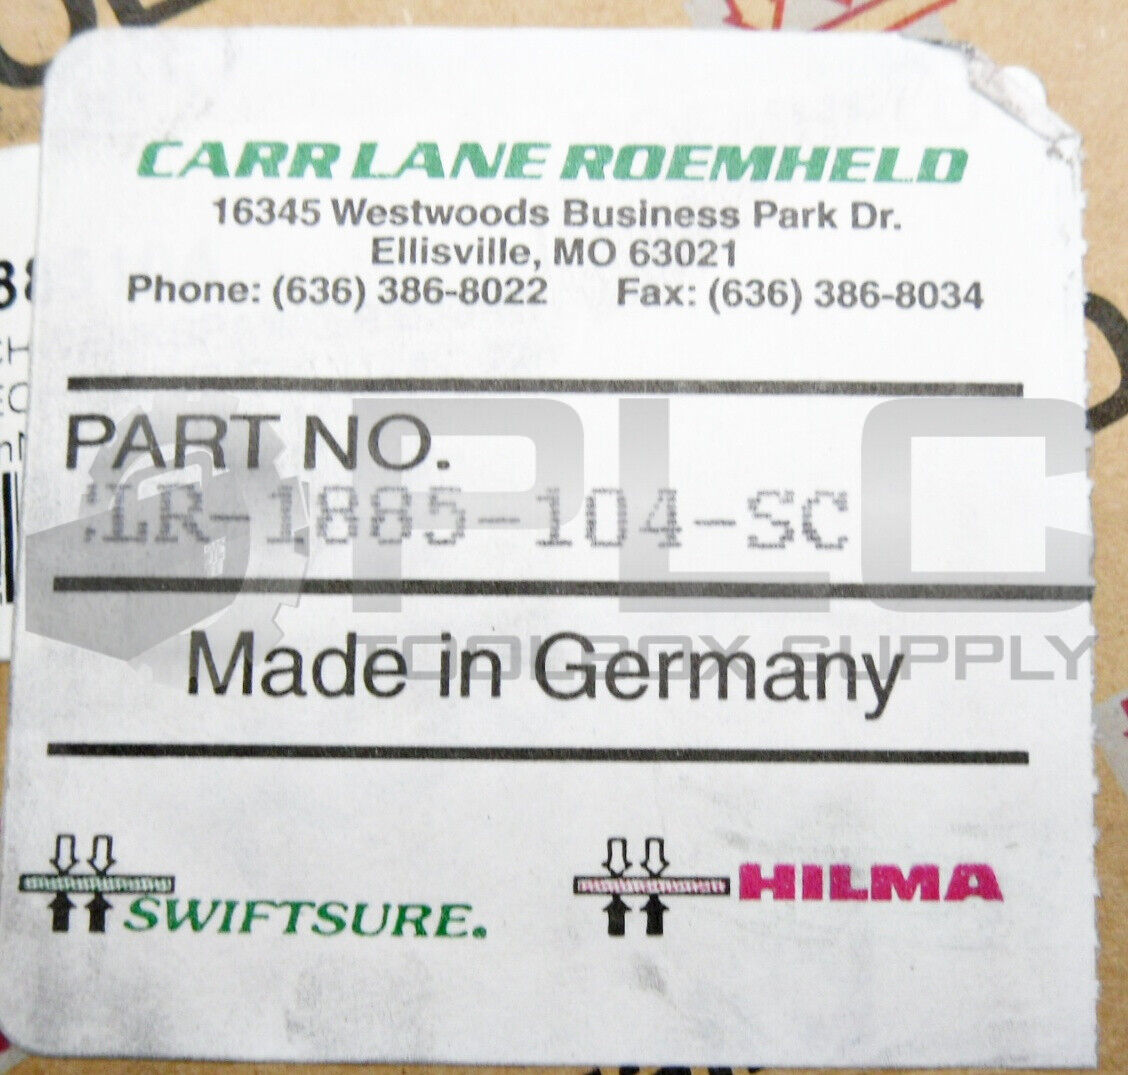 CARR LANE ROEMHELD
16345 Westwoods Business Park Dr.
Ellisville, MO 63021
Phone: (636) 386-8022 Fax: (636) 386-8034
PART NO.
LR-1885-104-SC
PLC
Made in Germany
TOOLBOX SUPPLY
SWIFTSURE.
HILMA